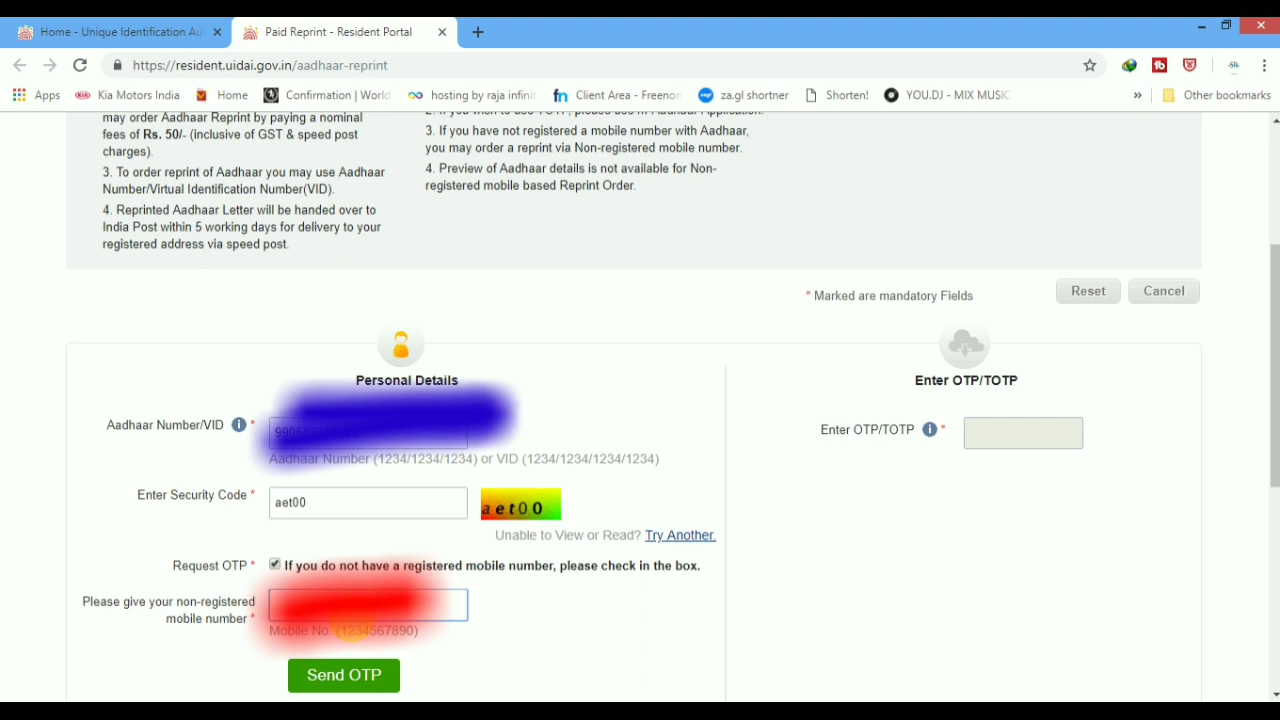 Home - Unique Identification Au
Paid Reprint - Resident Portal
https://resident.uidai.gov.in/aadhaar-reprint
Apps
Kia Motors India
Home
Confirmation | World
hosting by raja infinit
Client Area - Freenom
za.gl shortner
Shorten!
YOU.DJ - MIX MUSIC
»
Other bookmarks
may order Aadhaar Reprint by paying a nominal
fees of Rs. 50/- (inclusive of GST & speed post
charges).
3. To order reprint of Aadhaar you may use Aadhaar
Number/Virtual Identification Number(VID).
4. Reprinted Aadhaar Letter will be handed over to
India Post within 5 working days for delivery to your
registered address via speed post.
3. If you have not registered a mobile number with Aadhaar,
you may order a reprint via Non-registered mobile number.
4. Preview of Aadhaar details is not available for Non-
registered mobile based Reprint Order.
* Marked are mandatory Fields
Reset
Cancel
Personal Details
Enter OTP/TOTP
Aadhaar Number/VID *
Aadhaar Number (1234/1234/1234) or VID (1234/1234/1234/1234)
Enter OTP/TOTP *
Enter Security Code *
aet00
aet00
Unable to View or Read? Try Another.
Request OTP *
If you do not have a registered mobile number, please check in the box.
Please give your non-registered
mobile number *
Mobile No. (1234567890)
Send OTP